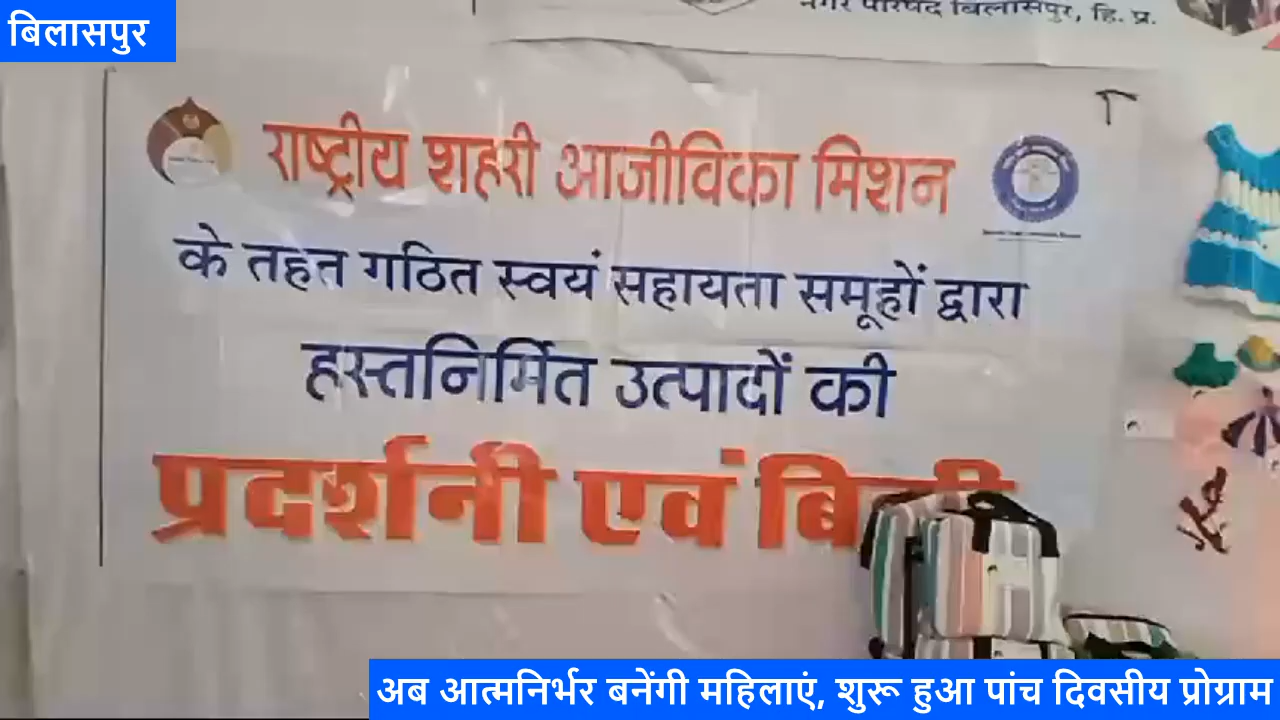 बिलासपुर
नगर परिषद बिलासपुर, हि. प्र.
राष्ट्रीय शहरी आजीविका मिशन
के तहत गठित स्वयं सहायता समूहों द्वारा
हस्तनिर्मित उत्पादों की
प्रदर्शनी एवं
अब आत्मनिर्भर बनेंगी महिलाएं, शुरू हुआ पांच दिवसीय प्रोग्राम